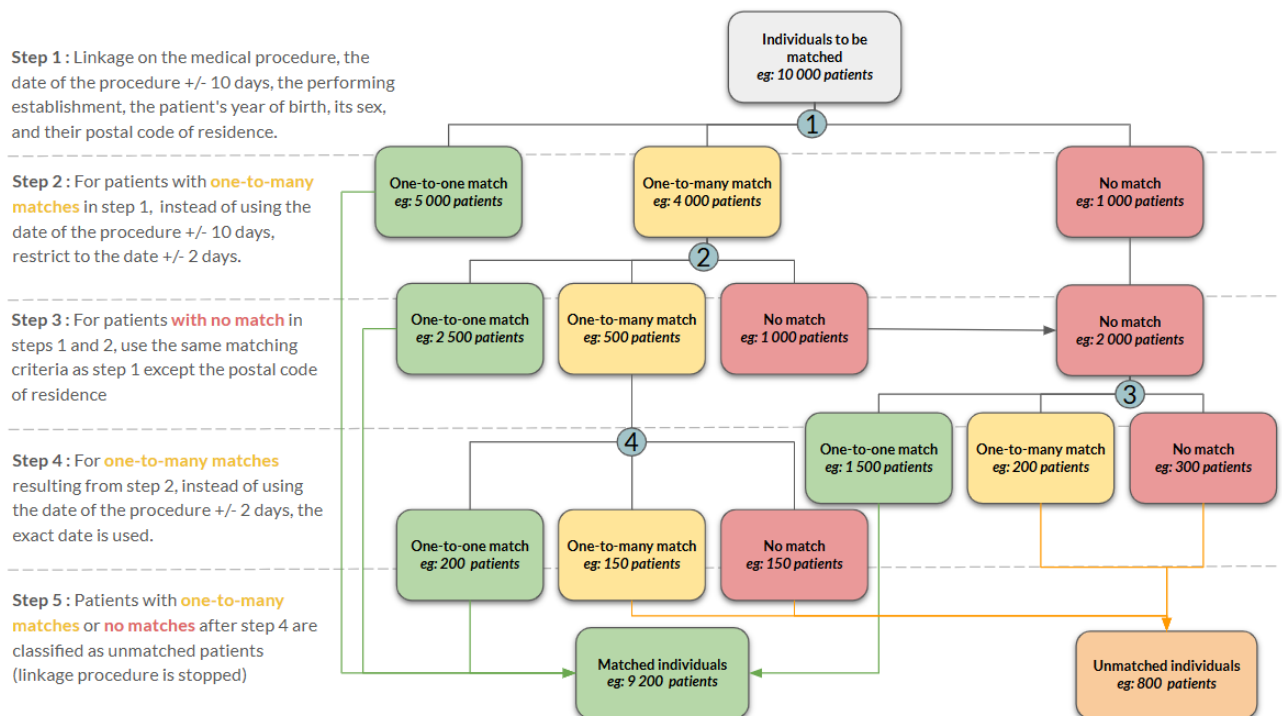 Step 1 : Linkage on the medical procedure, the
date of the procedure +/- 10 days, the performing
establishment, the patient's year of birth, its sex,
and their postal code of residence.
Individuals to be
matched
eg: 10 000 patients
1
Step 2 : For patients with one-to-many
matches in step 1, instead of using the
date of the procedure +/- 10 days,
restrict to the date +/- 2 days.
One-to-one match
eg: 5 000 patients
One-to-many match
eg: 4 000 patients
No match
eg: 1 000 patients
2
Step 3 : For patients with no match in
steps 1 and 2, use the same matching
criteria as step 1 except the postal code
of residence
One-to-one match
eg: 2 500 patients
One-to-many match
eg: 500 patients
No match
eg: 1 000 patients
No match
eg: 2 000 patients
3
Step 4 : For one-to-many matches
resulting from step 2, instead of using
the date of the procedure +/- 2 days, the
exact date is used.
4
One-to-one match
eg: 1 500 patients
One-to-many match
eg: 200 patients
No match
eg: 300 patients
One-to-one match
eg: 200 patients
One-to-many match
eg: 150 patients
No match
eg: 150 patients
Step 5 : Patients with one-to-many
matches or no matches after step 4 are
classified as unmatched patients
(linkage procedure is stopped)
Matched individuals
eg: 9 200 patients
Unmatched individuals
eg: 800 patients